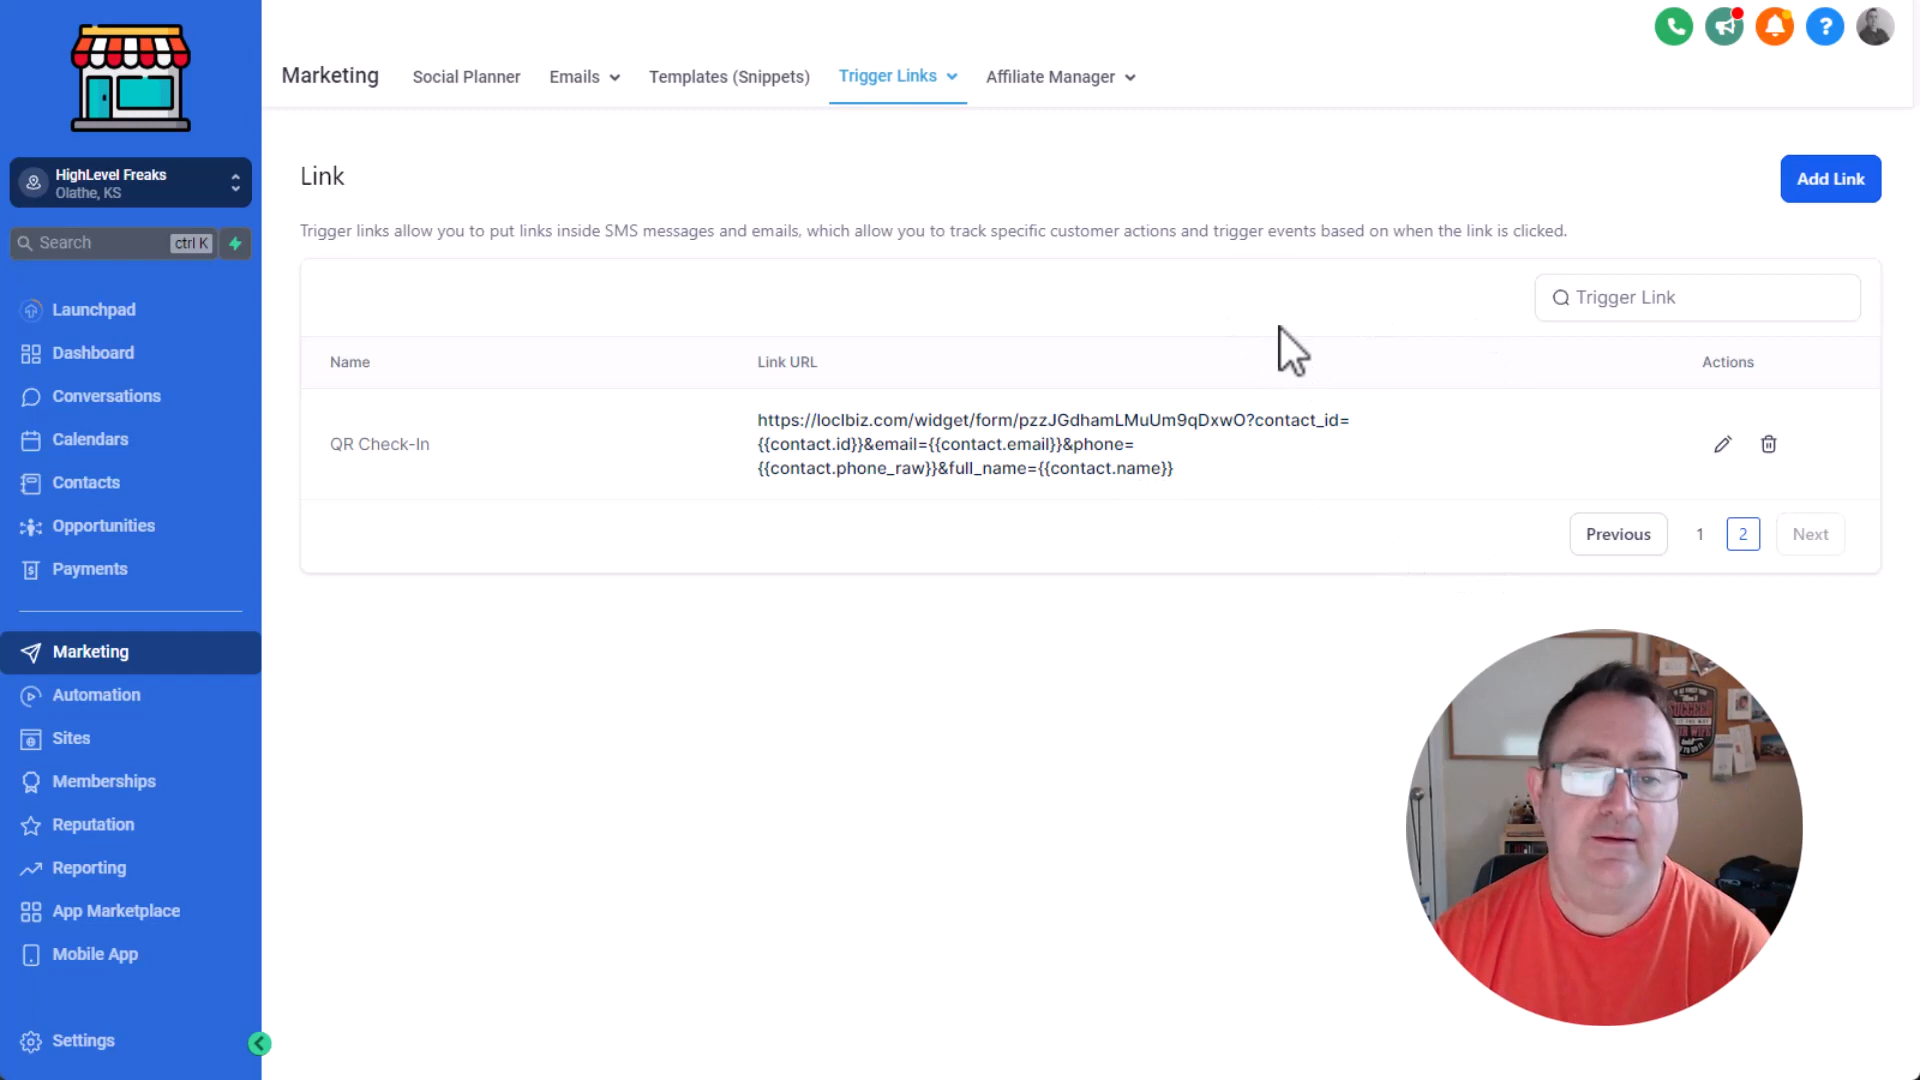 Marketing
Social Planner
Emails
Templates (Snippets)
Trigger Links
Affiliate Manager
?
HighLevel Freaks
Olathe, KS
Search
ctrl K
Launchpad
Dashboard
Conversations
Calendars
Contacts
Opportunities
Payments
Marketing
Automation
Sites
Memberships
Reputation
Reporting
App Marketplace
Mobile App
Settings
Link
Add Link
Trigger links allow you to put links inside SMS messages and emails, which allow you to track specific customer actions and trigger events based on when the link is clicked.
Trigger Link
Name
Link URL
Actions
QR Check-In
https://loclbiz.com/widget/form/pzzJGdhamLMuUm9qDxwO?contact_id=
{{contact.id}}&email={{contact.email}}&phone=
{{contact.phone_raw}}&full_name={{contact.name}}
Previous
1
2
Next
SUCCEED